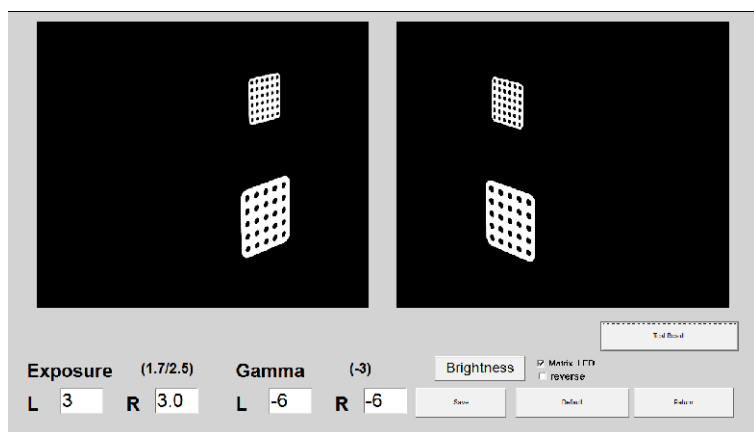 Exposure (1.7/2.5) Gamma (-3) Brightness Matrix LED
reverse
L 3 R 3.0 L -6 R -6 Save Default Return